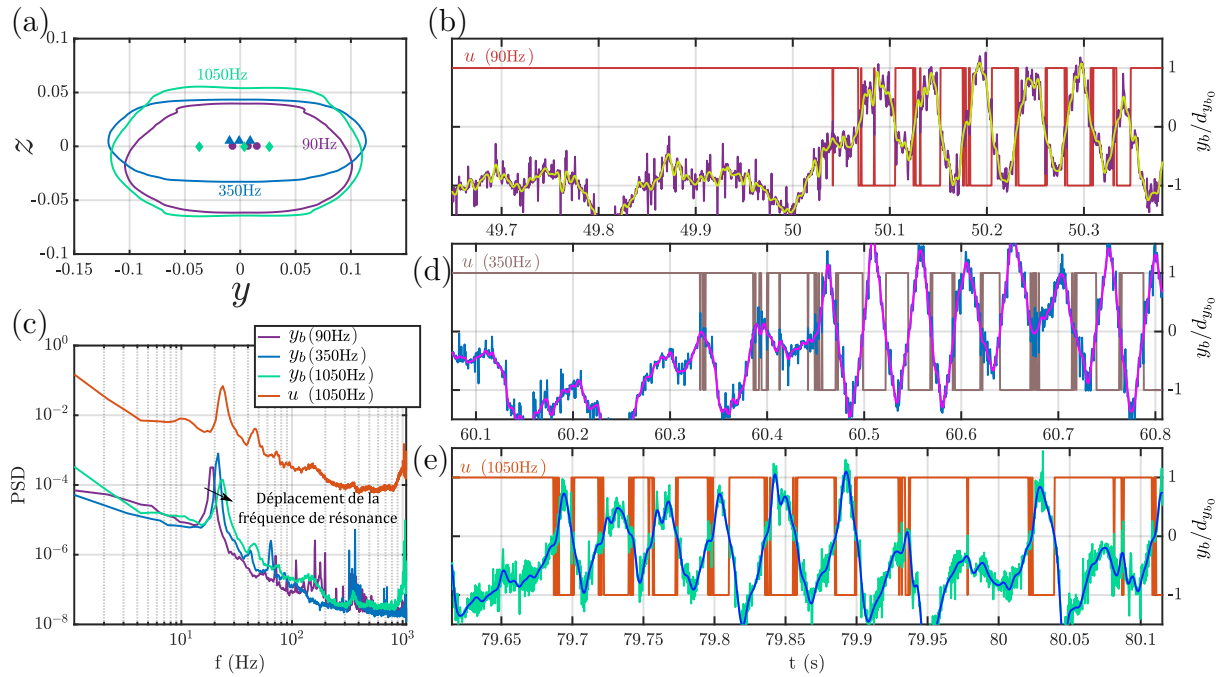 (a)
0.1
0.05
0
-0.05
-0.1
z
1050Hz
90Hz
350Hz
-0.15
-0.1
-0.05
0
0.05
0.1
y
(b)
u (90Hz)
1
0
-1
y_b/d_{y_{b_0}}
49.7
49.8
49.9
50
50.1
50.2
50.3
(c)
10^0
10^{-2}
10^{-4}
10^{-6}
10^{-8}
PSD
y_b(90Hz)
y_b(350Hz)
y_b(1050Hz)
u (1050Hz)
Déplacement de la
fréquence de résonance
10^1
10^2
10^3
f (Hz)
(d)
u (350Hz)
1
0
-1
y_b/d_{y_{b_0}}
60.1
60.2
60.3
60.4
60.5
60.6
60.7
60.8
(e)
u (1050Hz)
1
0
-1
y_b/d_{y_{b_0}}
79.65
79.7
79.75
79.8
79.85
79.9
79.95
80
80.05
80.1
t (s)